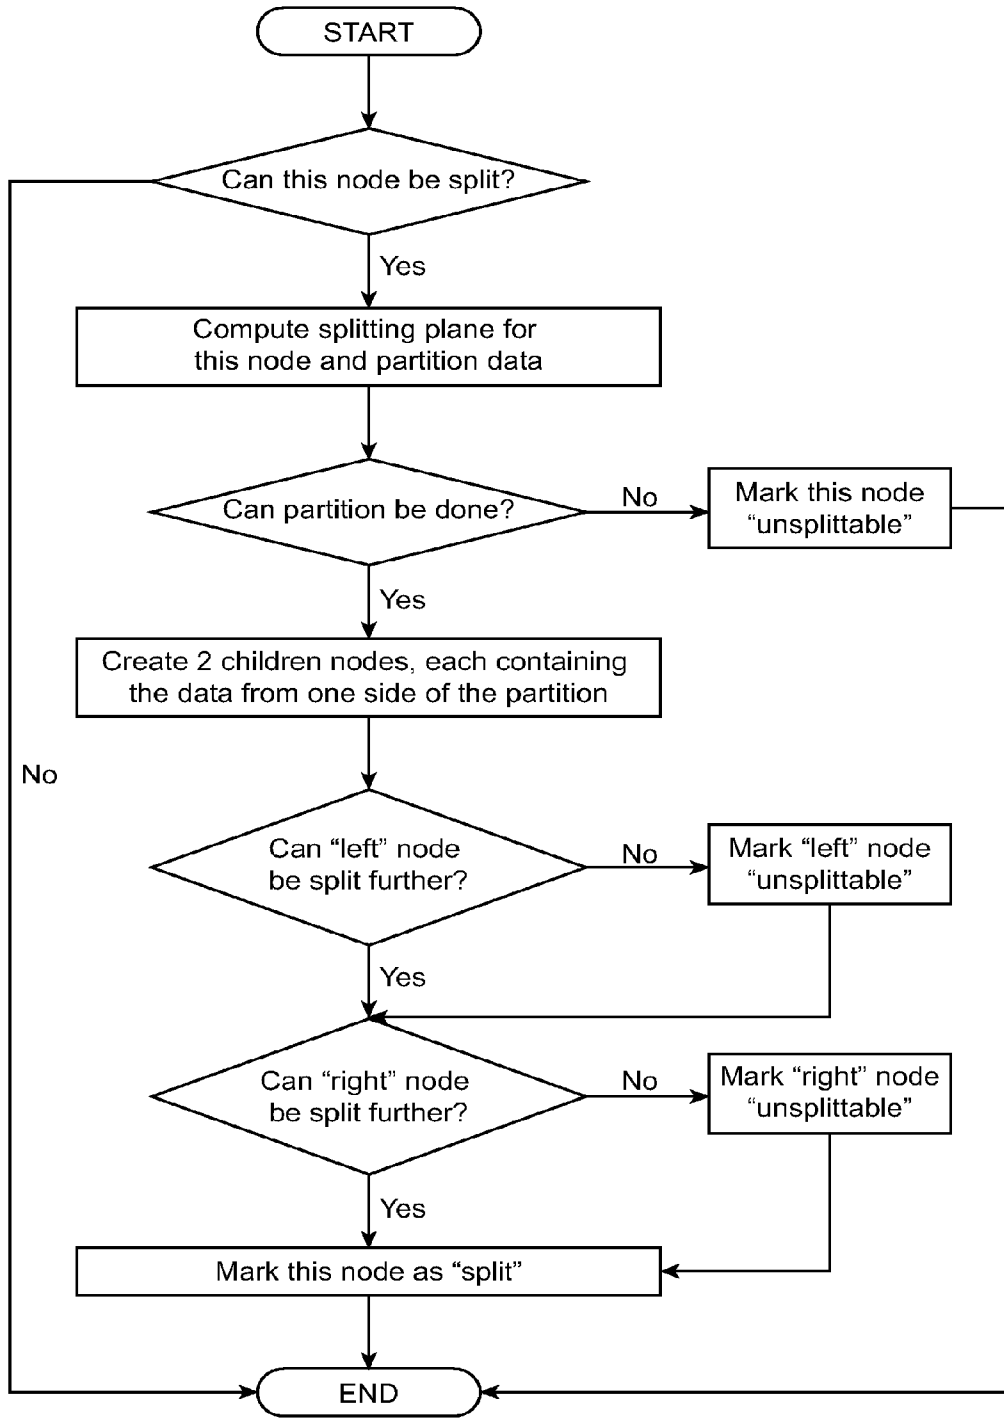 START
Can this node be split?
Yes
Compute splitting plane for
this node and partition data
Can partition be done?
No
Mark this node
“unsplittable”
Yes
Create 2 children nodes, each containing
the data from one side of the partition
No
Can “left” node
be split further?
No
Mark “left” node
“unsplittable”
Yes
Can “right” node
be split further?
No
Mark “right” node
“unsplittable”
Yes
Mark this node as “split”
END